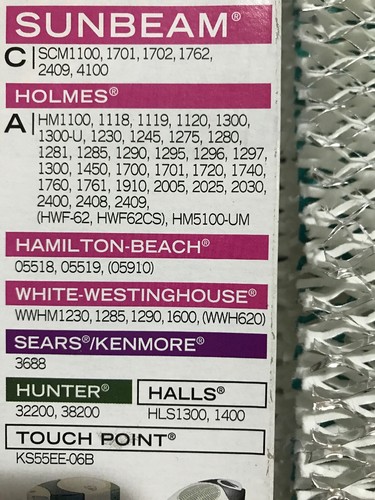 SUNBEAM®
C SCM1100, 1701, 1702, 1762,
2409, 4100
HOLMES®
A HM1100, 1118, 1119, 1120, 1300,
1300-U, 1230, 1245, 1275, 1280,
1281, 1285, 1290, 1295, 1296, 1297,
1300, 1450, 1700, 1701, 1720, 1740,
1760, 1761, 1910, 2005, 2025, 2030,
2400, 2408, 2409,
(HWF-62, HWF62CS), HM5100-UM
HAMILTON-BEACH®
05518, 05519, (05910)
WHITE-WESTINGHOUSE®
WWHM1230, 1285, 1290, 1600, (WWH620)
SEARS®/KENMORE®
3688
HUNTER® HALLS®
32200, 38200 HLS1300, 1400
TOUCH POINT®
KS55EE-06B